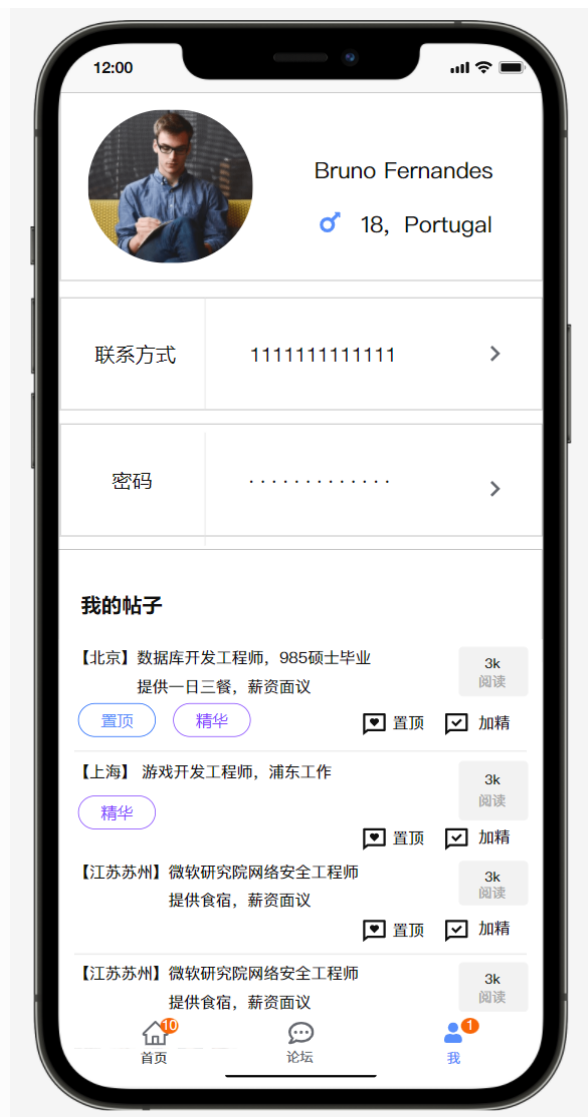 12:00
Bruno Fernandes
18，Portugal
联系方式
1111111111111
密码
·············
我的帖子
【北京】数据库开发工程师，985硕士毕业
提供一日三餐，薪资面议
3k
阅读
置顶
精华
置顶
加精
【上海】 游戏开发工程师，浦东工作
3k
阅读
精华
置顶
加精
【江苏苏州】微软研究院网络安全工程师
提供食宿，薪资面议
3k
阅读
置顶
加精
【江苏苏州】微软研究院网络安全工程师
提供食宿，薪资面议
3k
阅读
10
1
首页
论坛
我